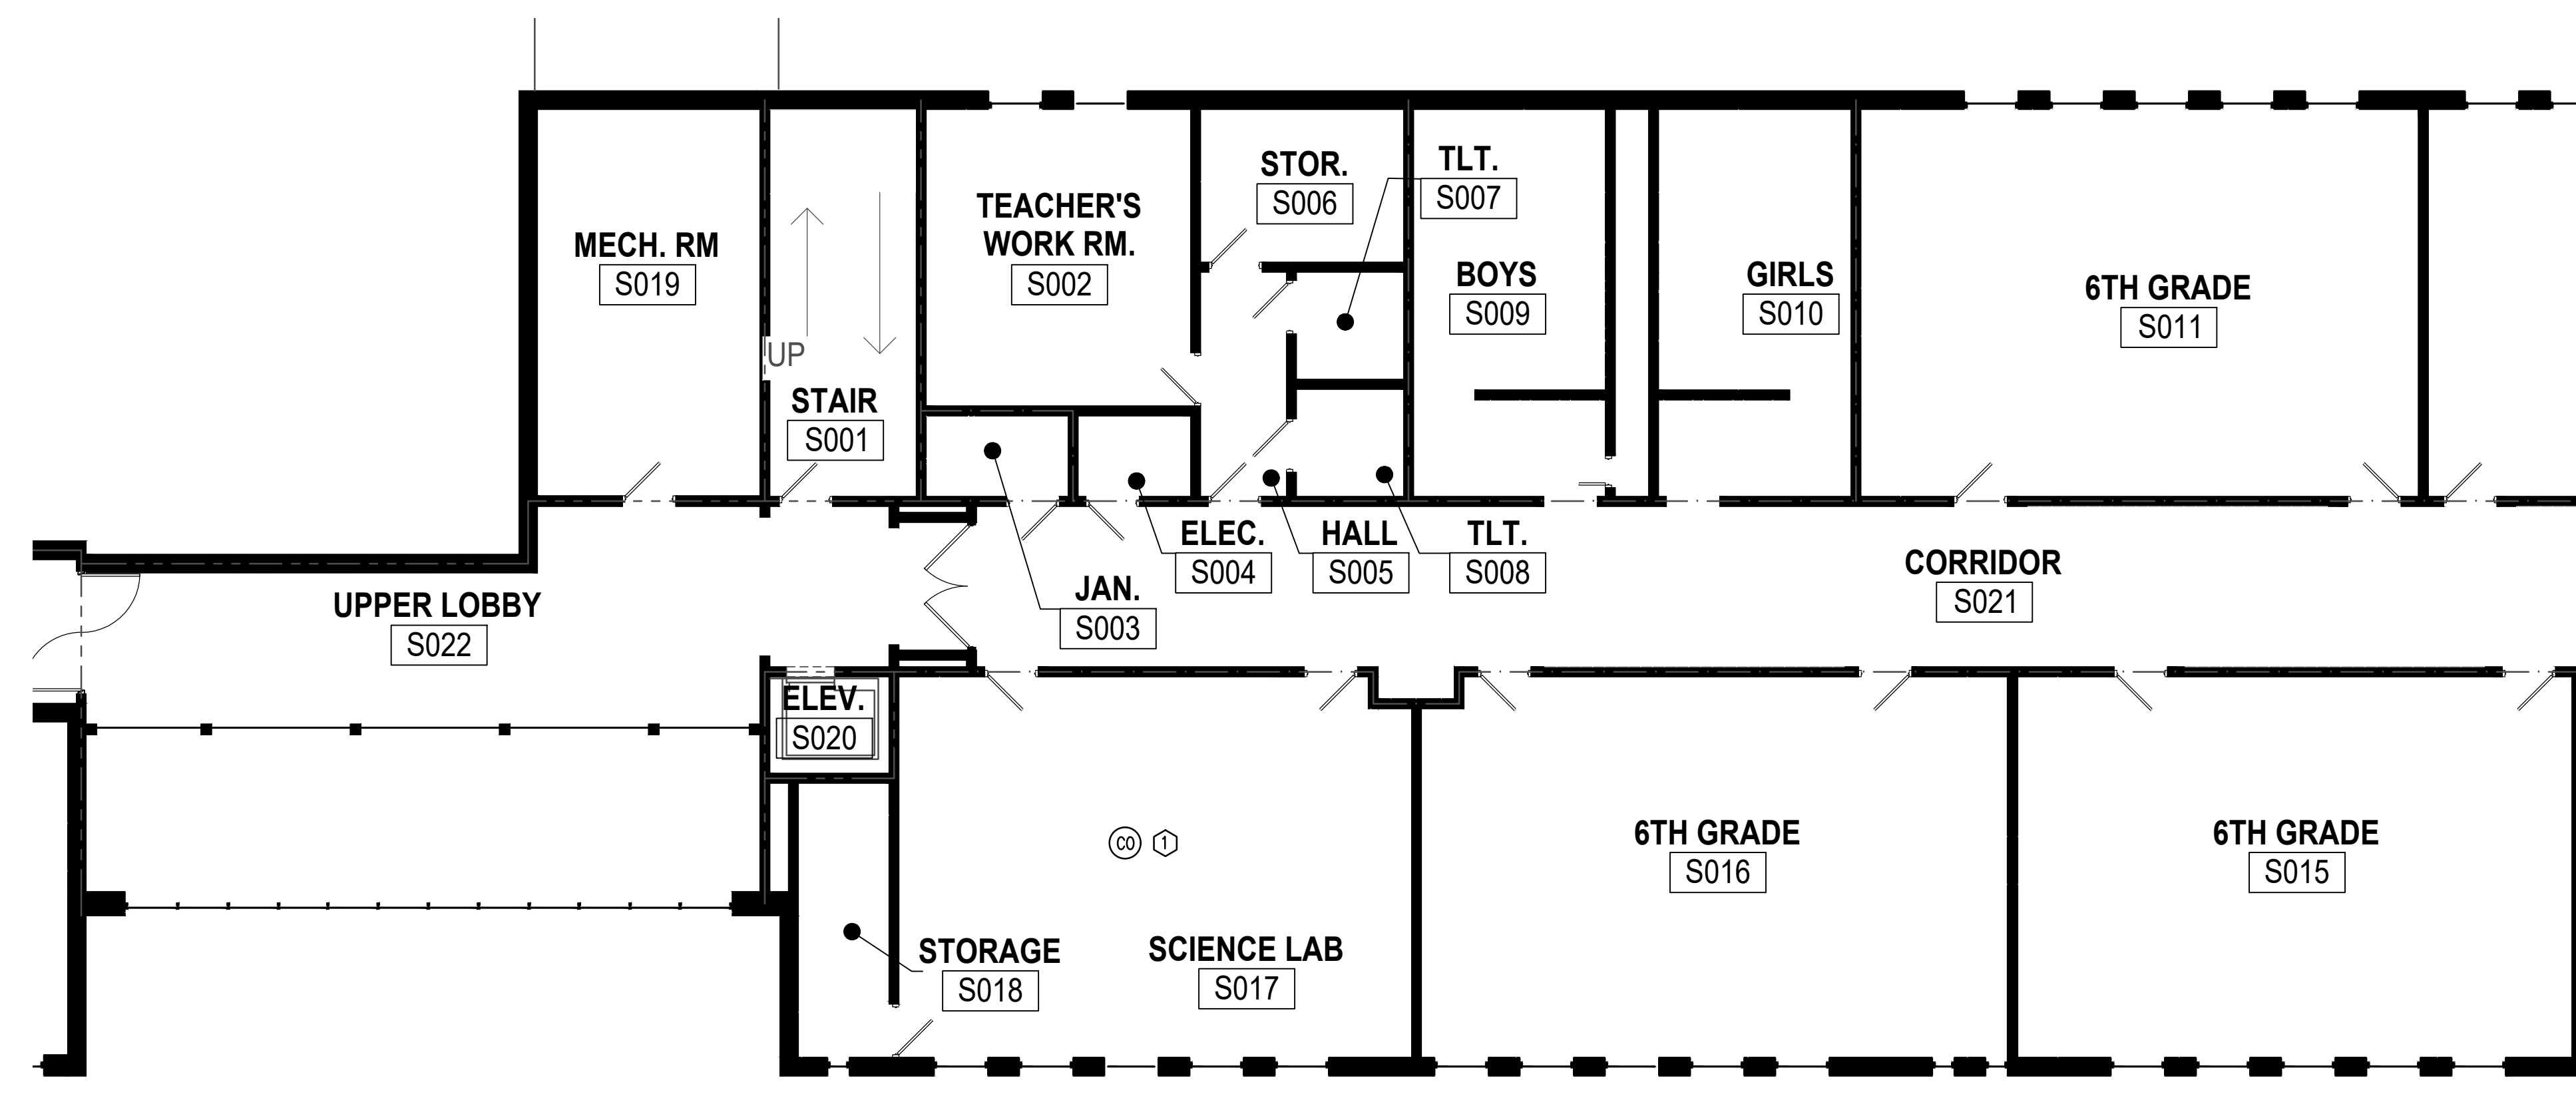 STOR.
S006
TLT.
S007
TEACHER'S
WORK RM.
S002
MECH. RM
S019
BOYS
S009
GIRLS
S010
6TH GRADE
S011
UP
STAIR
S001
ELEC.
S004
HALL
S005
TLT.
S008
CORRIDOR
S021
JAN.
S003
UPPER LOBBY
S022
ELEV.
S020
CO
1
6TH GRADE
S016
6TH GRADE
S015
STORAGE
S018
SCIENCE LAB
S017